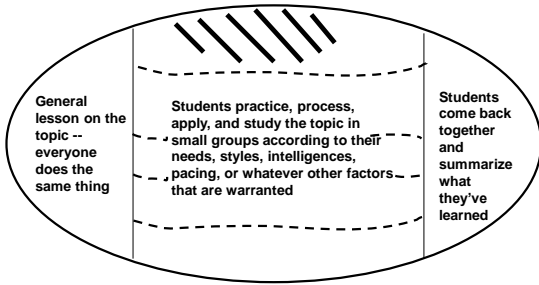 General
lesson on the
topic --
everyone
does the
same thing
Students practice, process,
apply, and study the topic in
small groups according to their
needs, styles, intelligences,
pacing, or whatever other factors
that are warranted
Students
come back
together
and
summarize
what
they’ve
learned